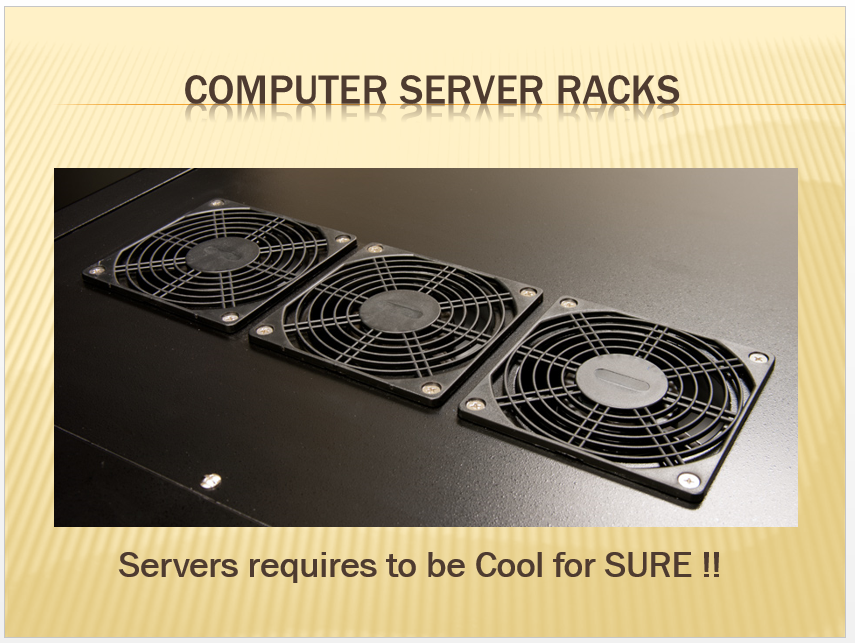 COMPUTER SERVER RACKS
Servers requires to be Cool for SURE !!